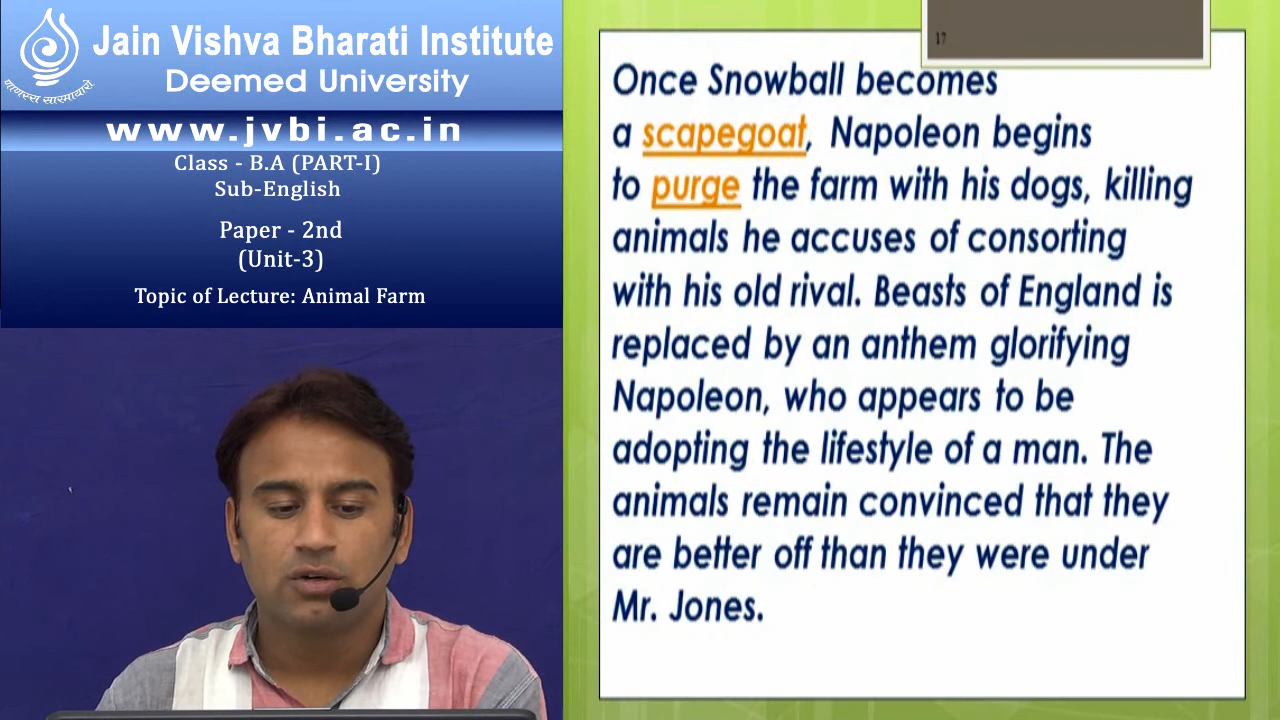 Jain Vishva Bharati Institute
Deemed University
www.jvbi.ac.in
Class - B.A (PART-I)
Sub-English
Paper - 2nd
(Unit-3)
Topic of Lecture: Animal Farm
17
Once Snowball becomes
a scapegoat, Napoleon begins
to purge the farm with his dogs, killing
animals he accuses of consorting
with his old rival. Beasts of England is
replaced by an anthem glorifying
Napoleon, who appears to be
adopting the lifestyle of a man. The
animals remain convinced that they
are better off than they were under
Mr. Jones.